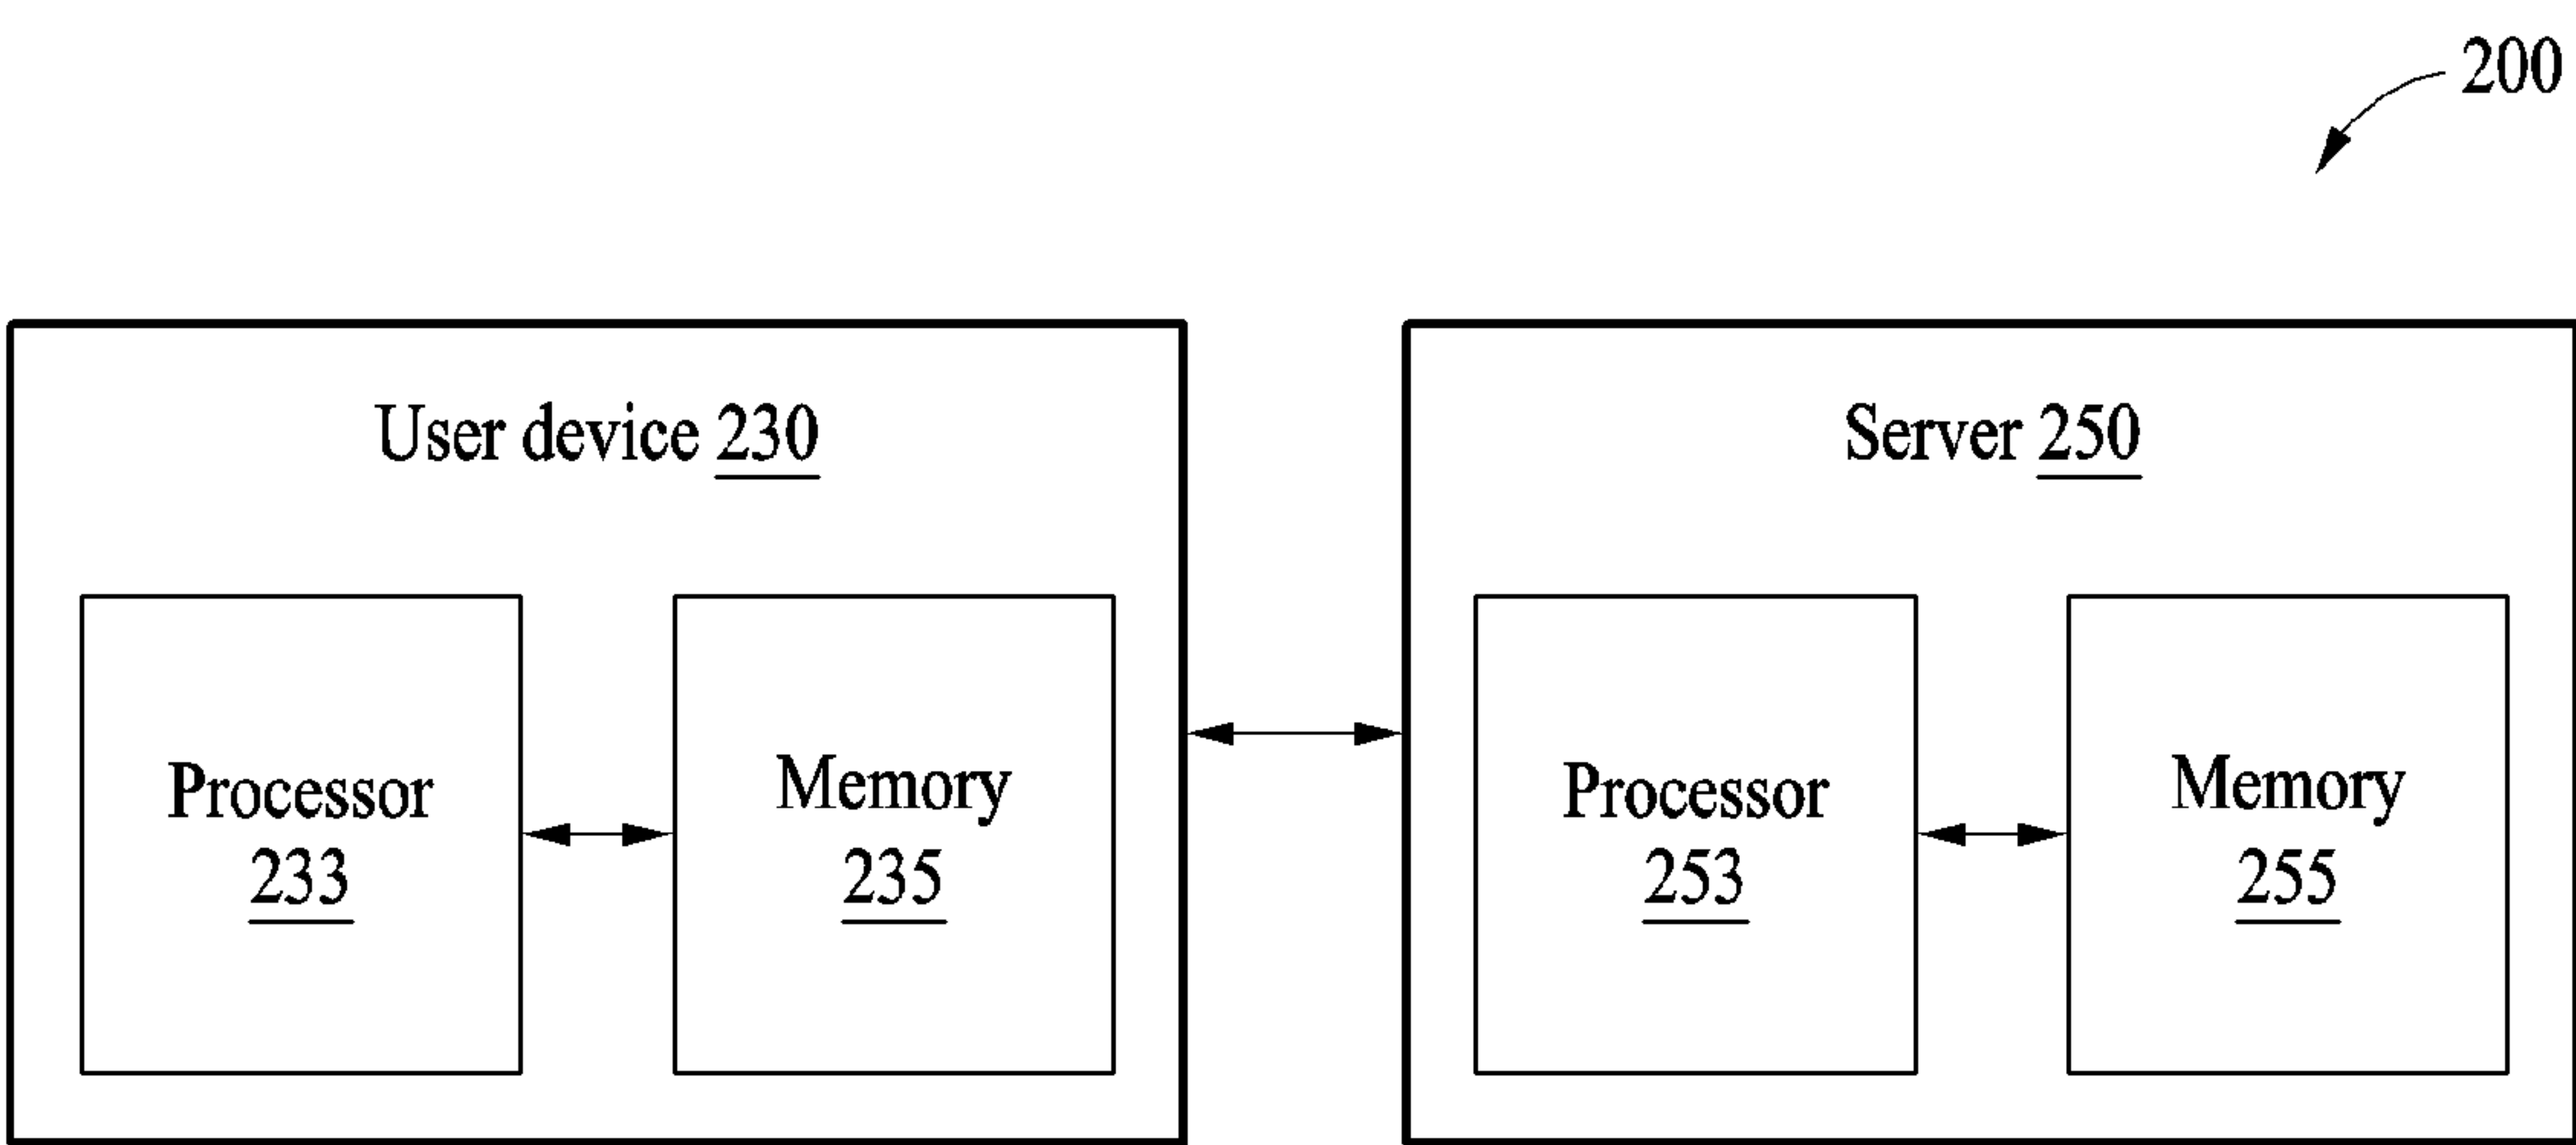 200
User device 230
Server 250
Processor
233
Memory
235
Processor
253
Memory
255